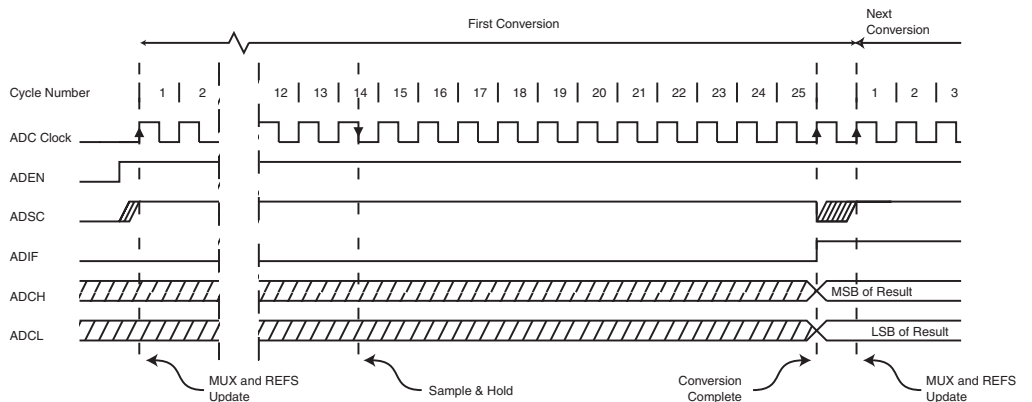 First Conversion
Next
Conversion
Cycle Number 1 2 12 13 14 15 16 17 18 19 20 21 22 23 24 25 1 2 3
ADC Clock
ADEN
ADSC
ADIF
ADCH
MSB of Result
ADCL
LSB of Result
MUX and REFS
Update
Sample & Hold
Conversion
Complete
MUX and REFS
Update